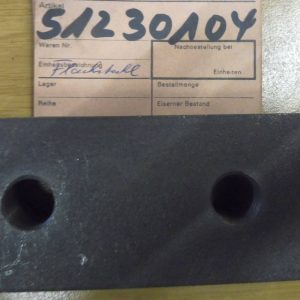 Artikel
51230104
Waren Nr.
Nachbestellung bei
Einheitsbezeichnung
Einheiten
Flachstahl
Lager
Bestellmenge
Reihe
Eiserner Bestand